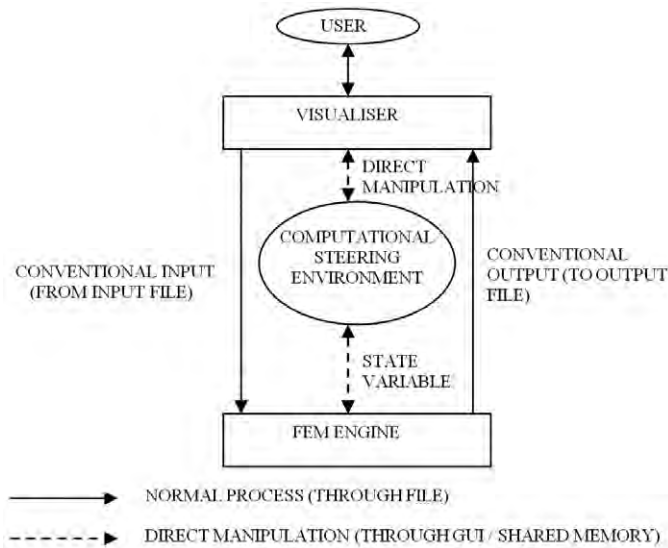 USER
VISUALISER
DIRECT
MANIPULATION
COMPUTATIONAL
STEERING
ENVIRONMENT
CONVENTIONAL INPUT
(FROM INPUT FILE)
CONVENTIONAL
OUTPUT (TO OUTPUT
FILE)
STATE
VARIABLE
FEM ENGINE
NORMAL PROCESS (THROUGH FILE)
DIRECT MANIPULATION (THROUGH GUI / SHARED MEMORY)